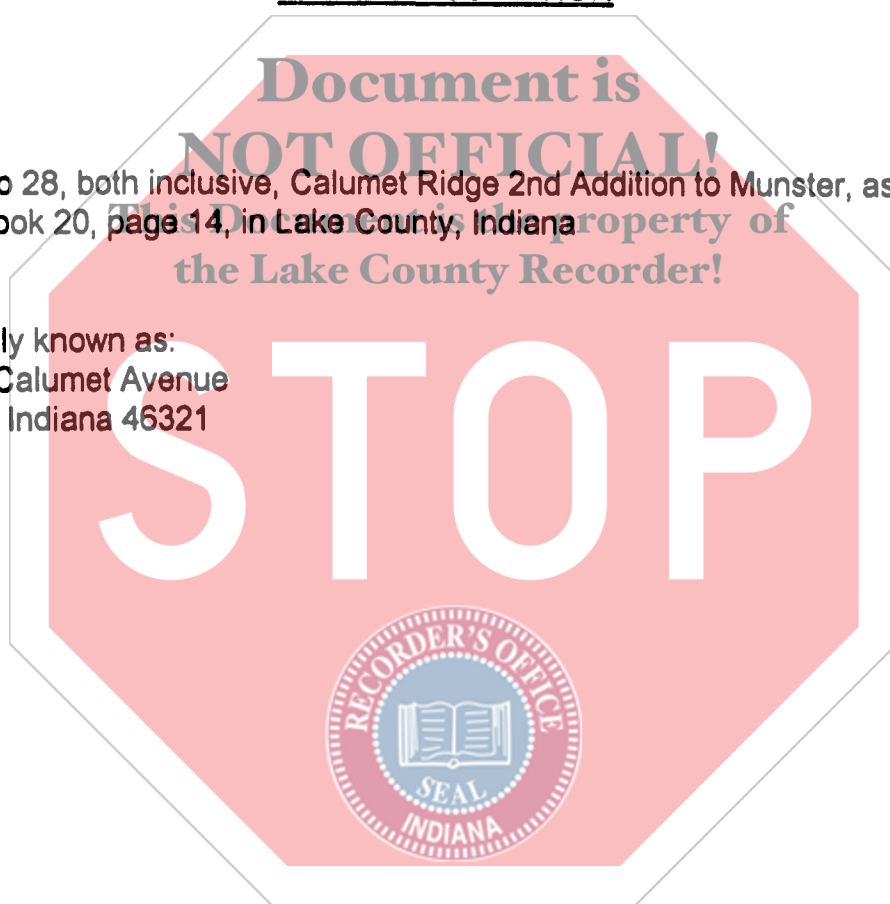 Document is
NOT OFFICIAL!
o 28, both inclusive, Calumet Ridge 2nd Addition to Munster, as
This Document is the property of
ook 20, page 14, in Lake County, Indiana
the Lake County Recorder!
ly known as:
Calumet Avenue
Indiana 46321
STOP
RECORDER'S OFFICE
SEAL
INDIANA